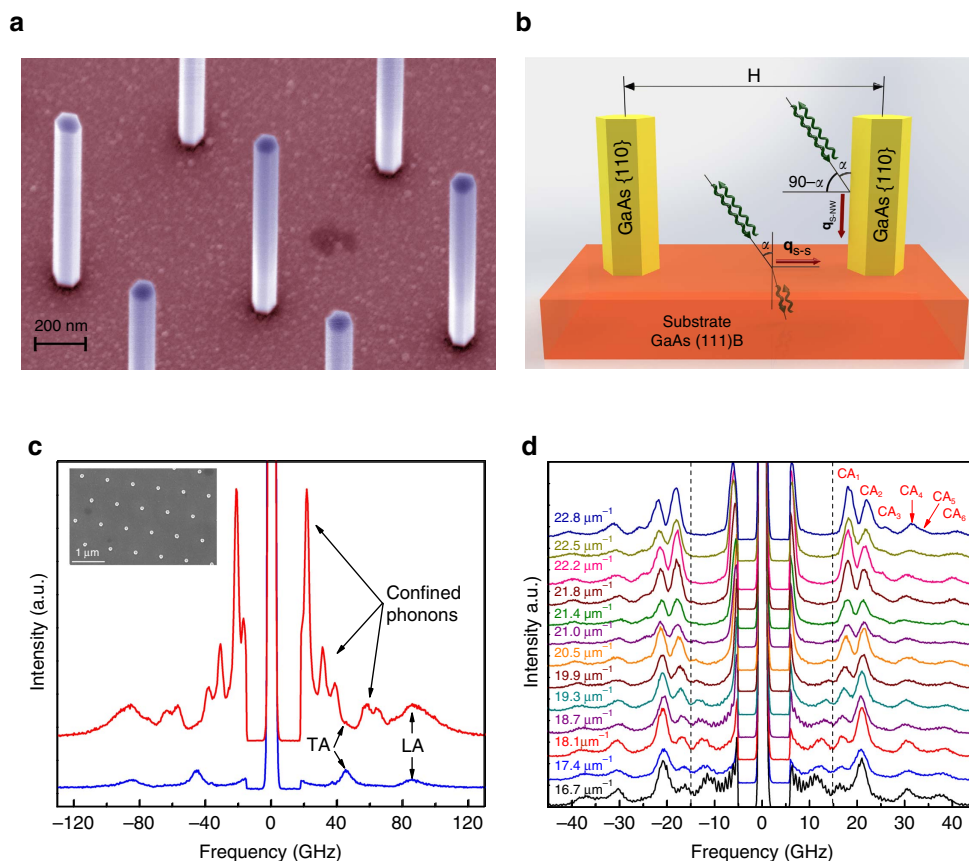 a
200 nm
b
H
GaAs {110}
GaAs {110}
α
90–α
q_S-NW
α
q_S-S
Substrate
GaAs (111)B
c
1 μm
Confined
phonons
TA
LA
Intensity (a.u.)
–120 –80 –40 0 40 80 120
Frequency (GHz)
d
CA₁
CA₂
CA₃
CA₄
CA₅
CA₆
22.8 μm⁻¹
22.5 μm⁻¹
22.2 μm⁻¹
21.8 μm⁻¹
21.4 μm⁻¹
21.0 μm⁻¹
20.5 μm⁻¹
19.9 μm⁻¹
19.3 μm⁻¹
18.7 μm⁻¹
18.1 μm⁻¹
17.4 μm⁻¹
16.7 μm⁻¹
Intensity a.u.)
–40 –30 –20 –10 0 10 20 30 40
Frequency (GHz)